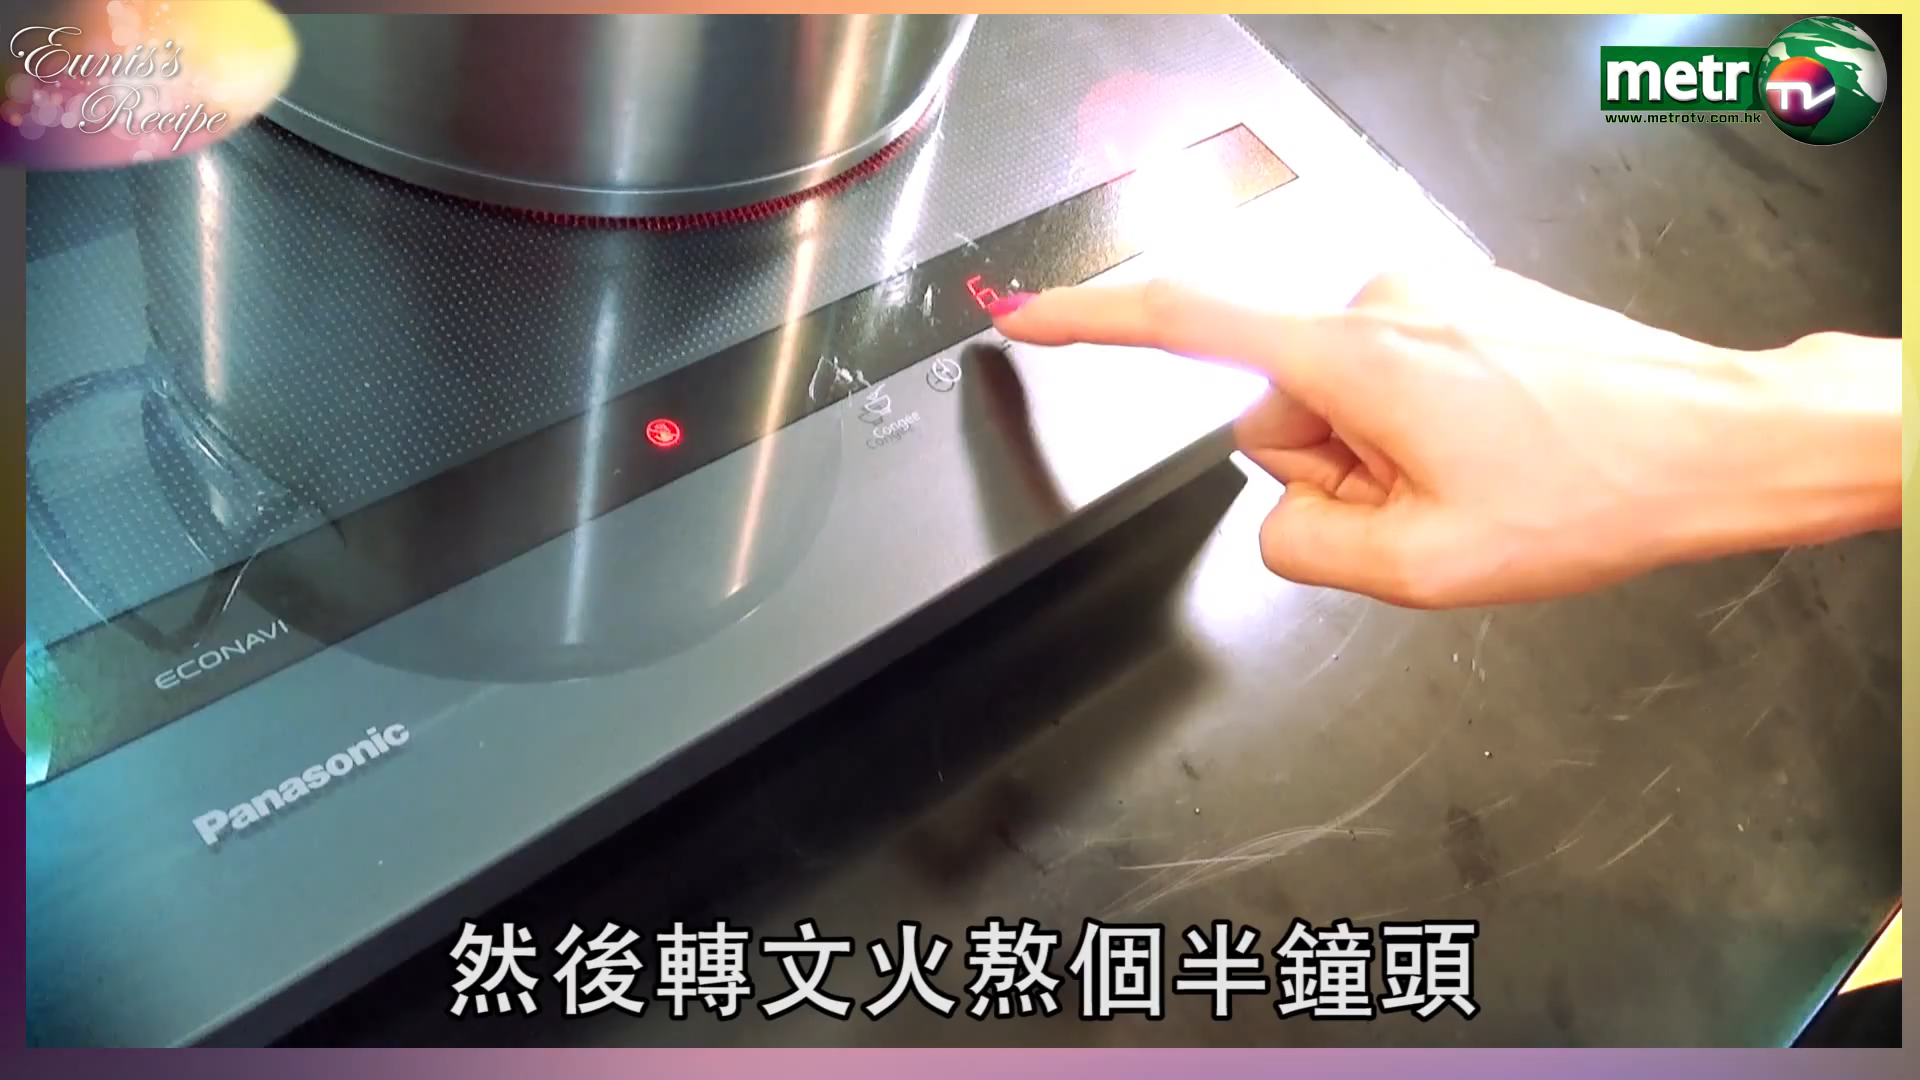 Eunis's
Recipe
metr
TV
www.metrotv.com.hk
6
Congee
ECONAVI
Panasonic
然後轉文火熬個半鐘頭